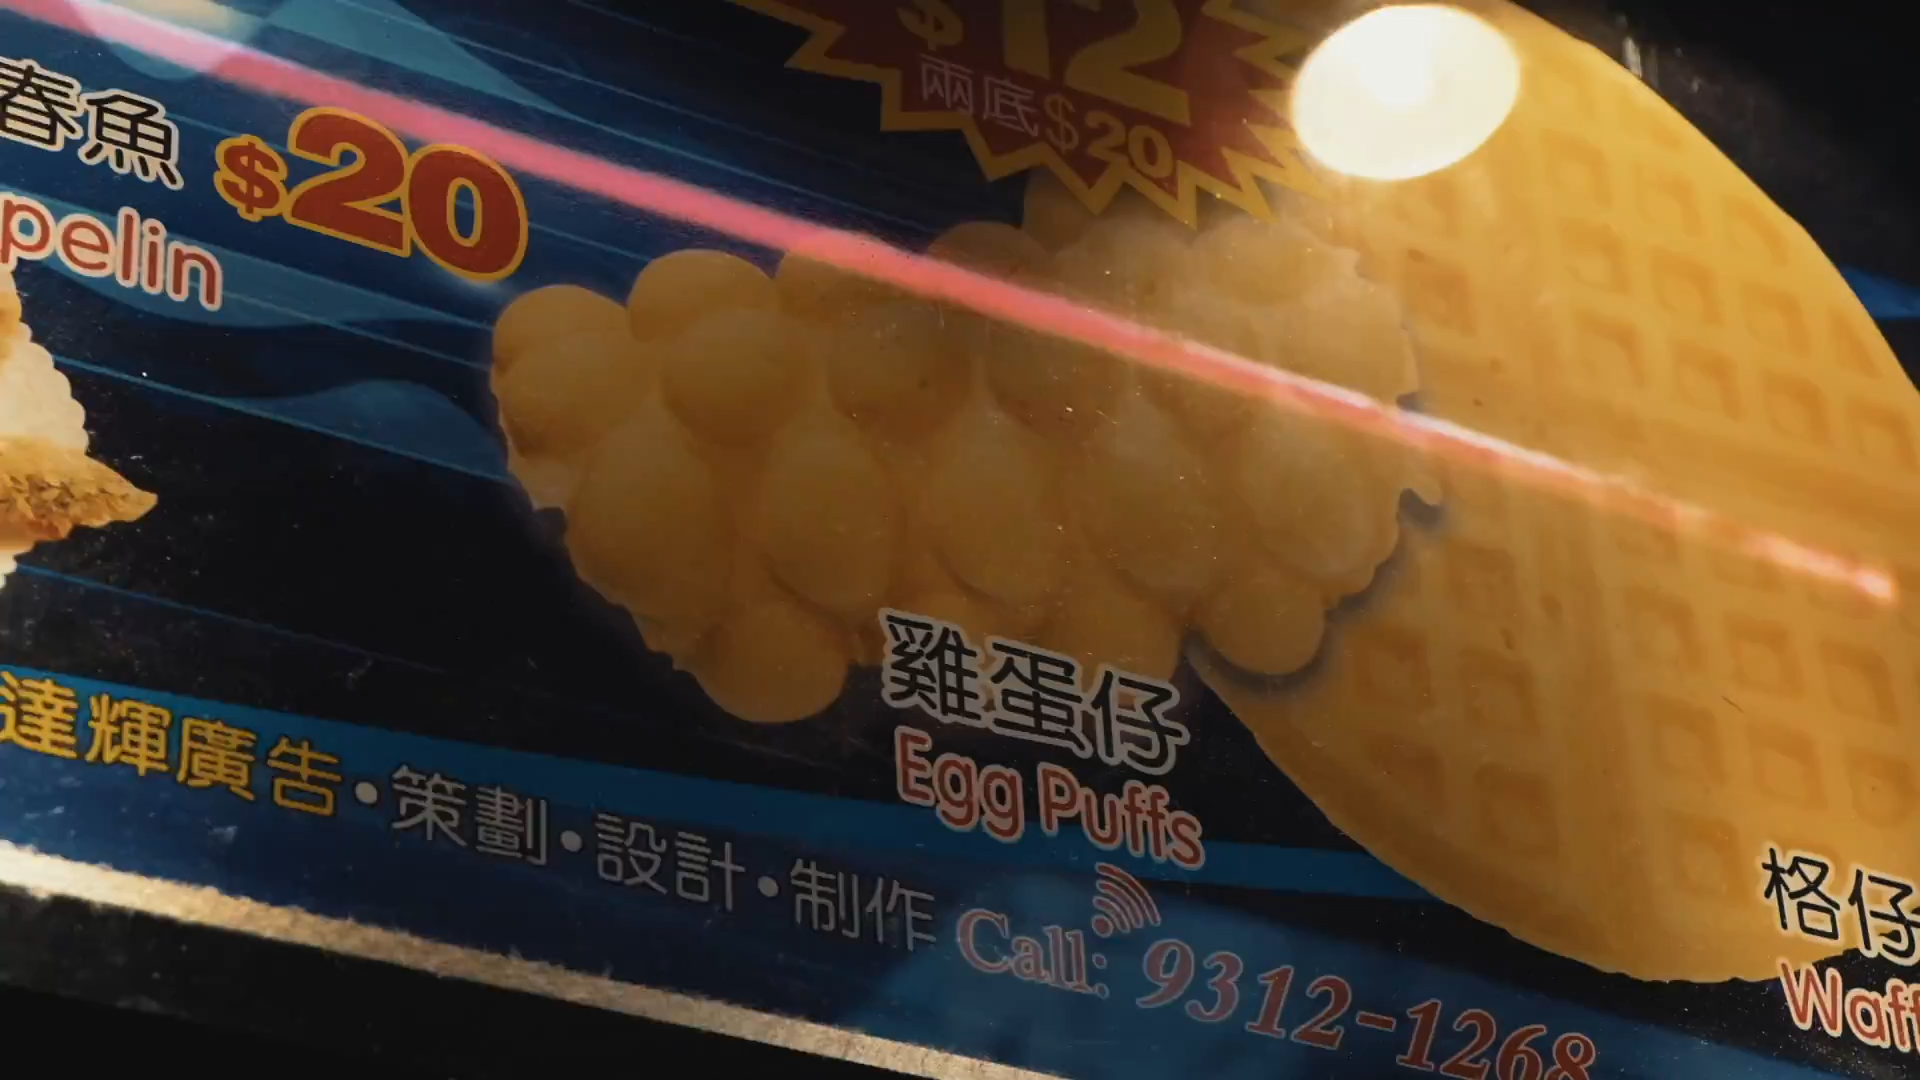 $12
兩底$20
春魚 $20
pelin
雞蛋仔
Egg Puffs
格仔
Waff
達輝廣告•策劃•設計•制作
Call: 9312-1268